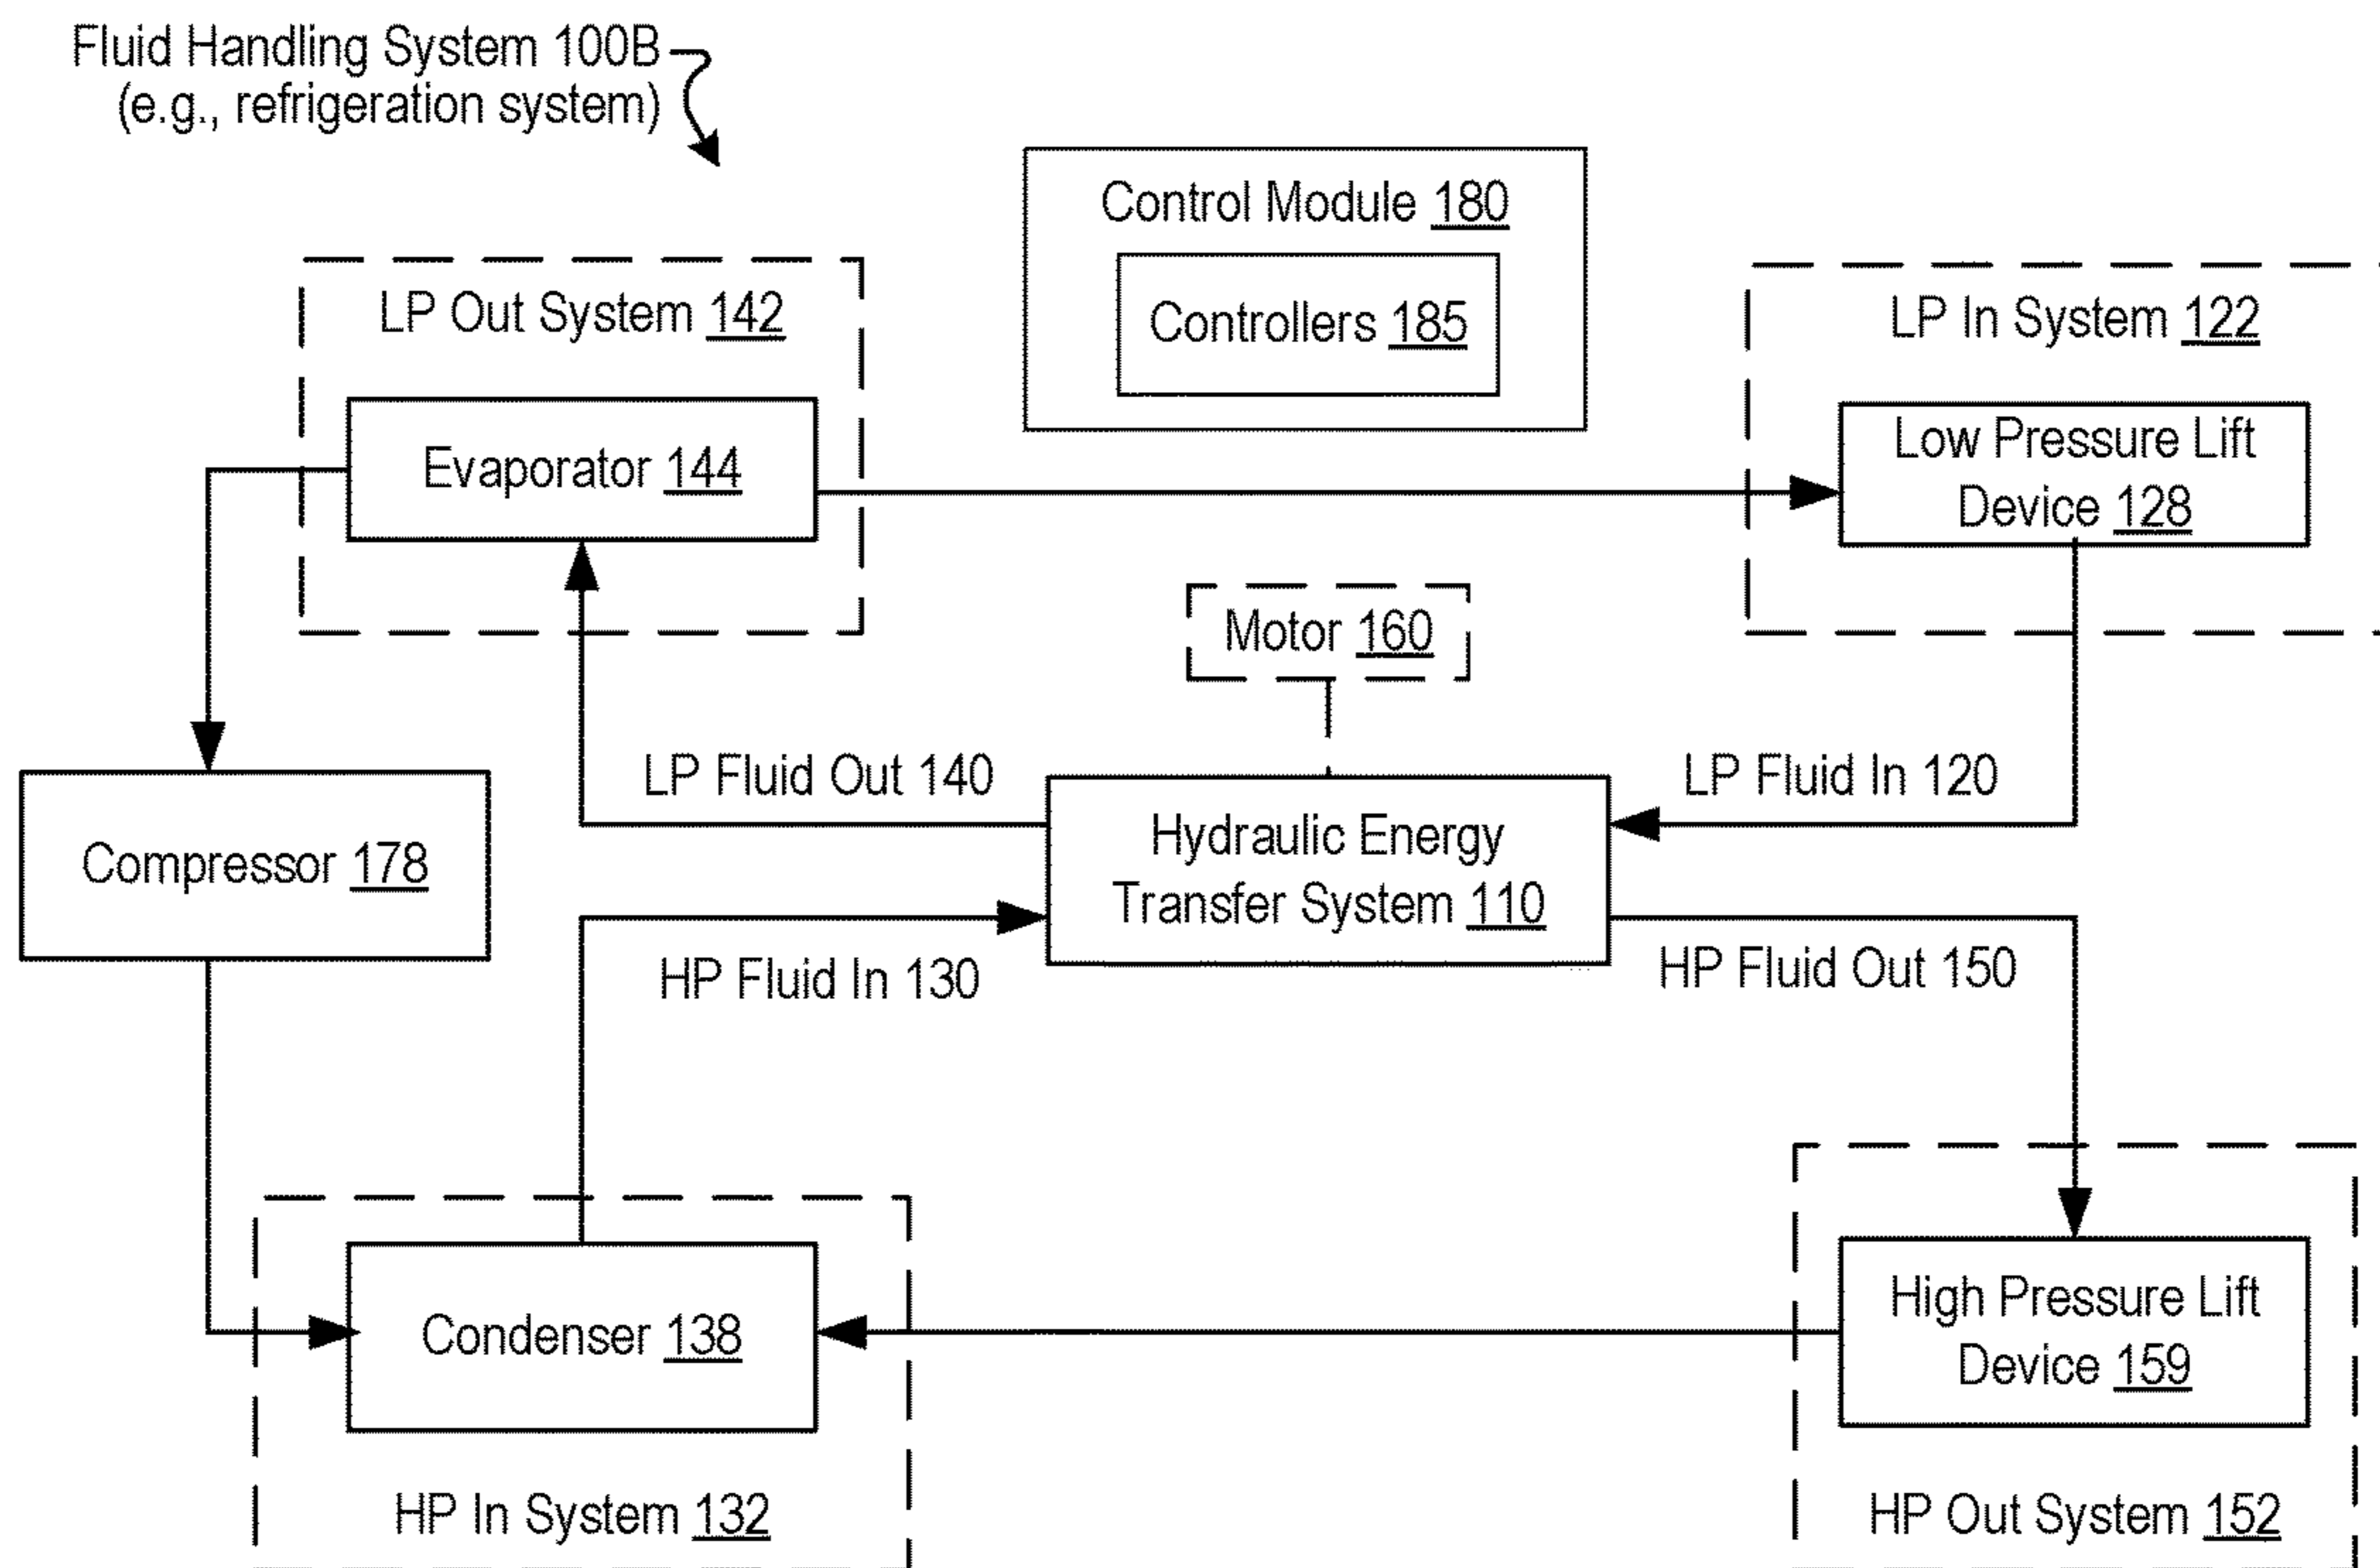 Fluid Handling System 100B
(e.g., refrigeration system)
Control Module 180
Controllers 185
LP Out System 142
Evaporator 144
LP In System 122
Low Pressure Lift
Device 128
Motor 160
LP Fluid Out 140
LP Fluid In 120
Compressor 178
Hydraulic Energy
Transfer System 110
HP Fluid In 130
HP Fluid Out 150
Condenser 138
HP In System 132
High Pressure Lift
Device 159
HP Out System 152